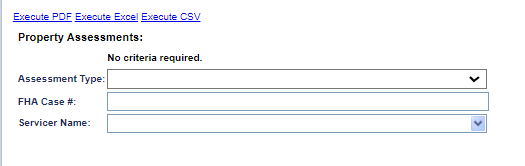 Execute PDF Execute Excel Execute CSV
Property Assessments:
No criteria required.
Assessment Type:
FHA Case #:
Servicer Name: